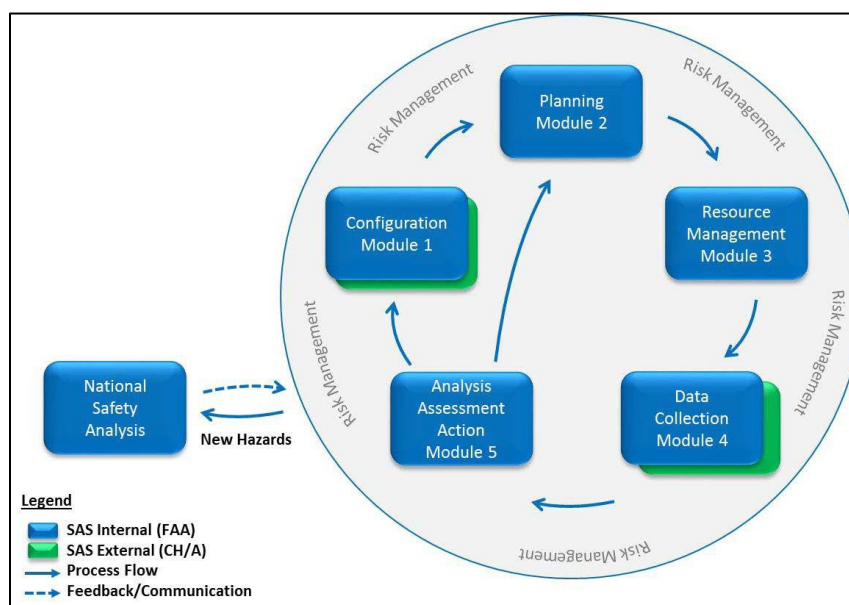 Risk Management
Risk Management
Planning
Module 2
Configuration
Module 1
Resource
Management
Module 3
Risk Management
Risk Management
National
Safety
Analysis
New Hazards
Analysis
Assessment
Action
Module 5
Data
Collection
Module 4
Risk Management
Legend
SAS Internal (FAA)
SAS External (CH/A)
Process Flow
Feedback/Communication